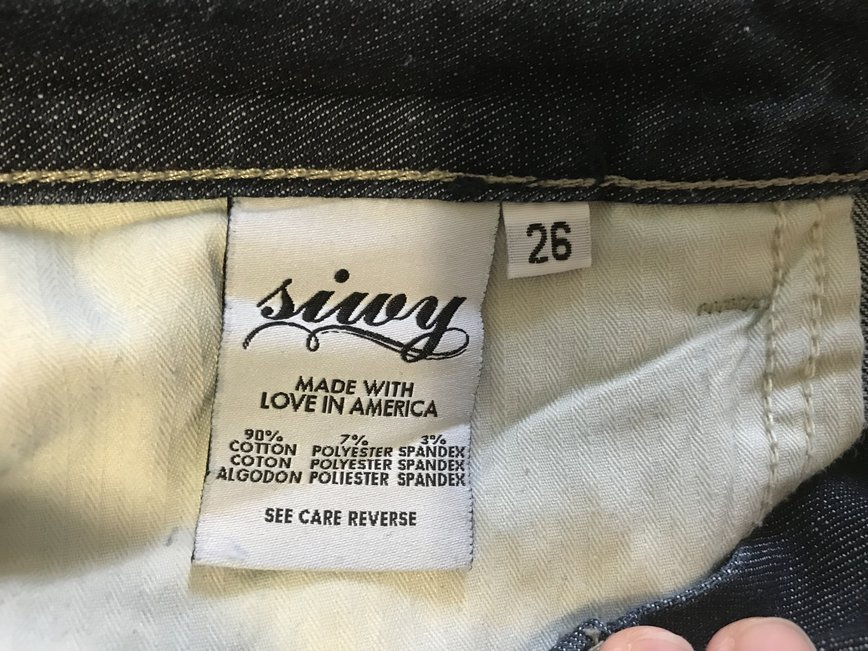 siwy
26
MADE WITH
LOVE IN AMERICA
90% 7% 3%
COTTON POLYESTER SPANDEX
COTON POLYESTER SPANDEX
ALGODON POLIESTER SPANDEX
SEE CARE REVERSE